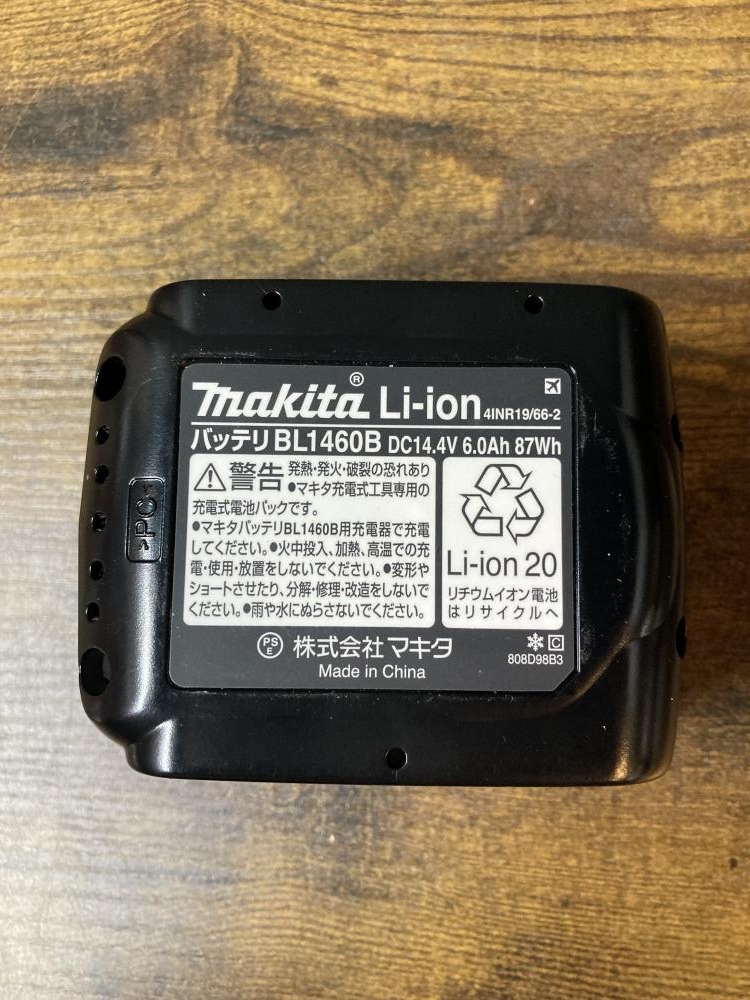 makita® Li-ion 4INR19/66-2
バッテリ BL1460B DC14.4V 6.0Ah 87Wh
警告 発熱・発火・破裂の恐れあり
●マキタ充電式工具専用の
充電式電池パックです。
●マキタバッテリBL1460B用充電器で充電
してください。●火中投入、加熱、高温での充
電・使用・放置をしないでください。●変形や
ショートさせたり、分解・修理・改造をしないで
ください。●雨や水にぬらさないでください。
Li-ion 20
リチウムイオン電池
はリサイクルへ
PS
E
株式会社マキタ
C
Made in China
808D98B3
>PC<